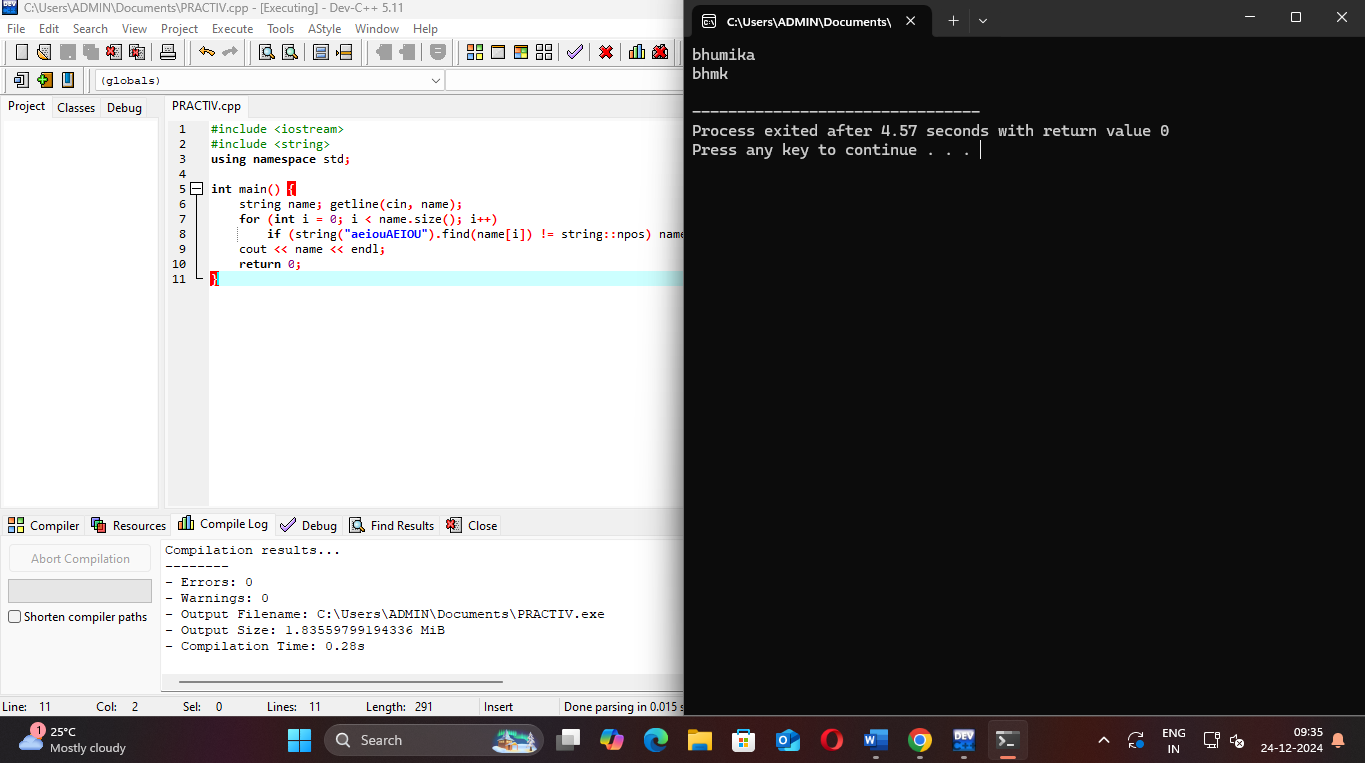 C:\Users\ADMIN\Documents\PRACTIV.cpp - [Executing] - Dev-C++ 5.11
File Edit Search View Project Execute Tools AStyle Window Help
(globals)
Project Classes Debug
PRACTIV.cpp
1 #include <iostream>
2 #include <string>
3 using namespace std;
4
5 int main() {
6 string name; getline(cin, name);
7 for (int i = 0; i < name.size(); i++)
8 if (string("aeiouAEIOU").find(name[i]) != string::npos) name
9 cout << name << endl;
10 return 0;
11 }
Compiler Resources Compile Log Debug Find Results Close
Abort Compilation
Shorten compiler paths
Compilation results...
--------
- Errors: 0
- Warnings: 0
- Output Filename: C:\Users\ADMIN\Documents\PRACTIV.exe
- Output Size: 1.83559799194336 MiB
- Compilation Time: 0.28s
Line: 11 Col: 2 Sel: 0 Lines: 11 Length: 291 Insert Done parsing in 0.015 s
C:\Users\ADMIN\Documents\
bhumika
bhmk
--------------------------------
Process exited after 4.57 seconds with return value 0
Press any key to continue . . .
1
25°C
Mostly cloudy
Search
DEV
ENG
IN
09:35
24-12-2024